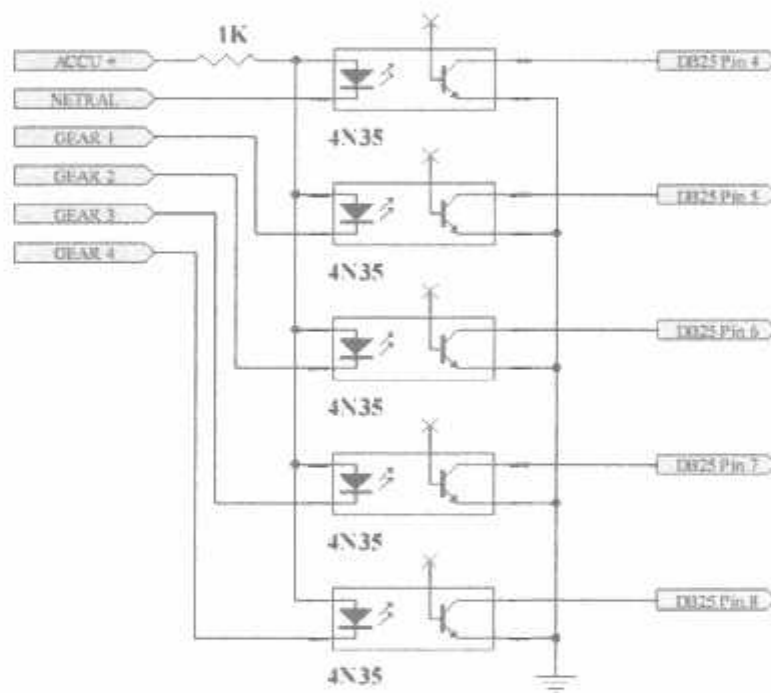 1K
ACCU +
DB25 Pin 4
NETRAL
GEAR 1
4N35
GEAR 2
DB25 Pin 5
GEAR 3
GEAR 4
4N35
DB25 Pin 6
4N35
DB25 Pin 7
4N35
DB25 Pin 8
4N35